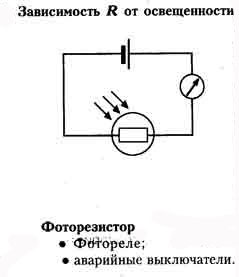 Зависимость R от освещенности
Фоторезистор
• Фотореле;
• аварийные выключатели.